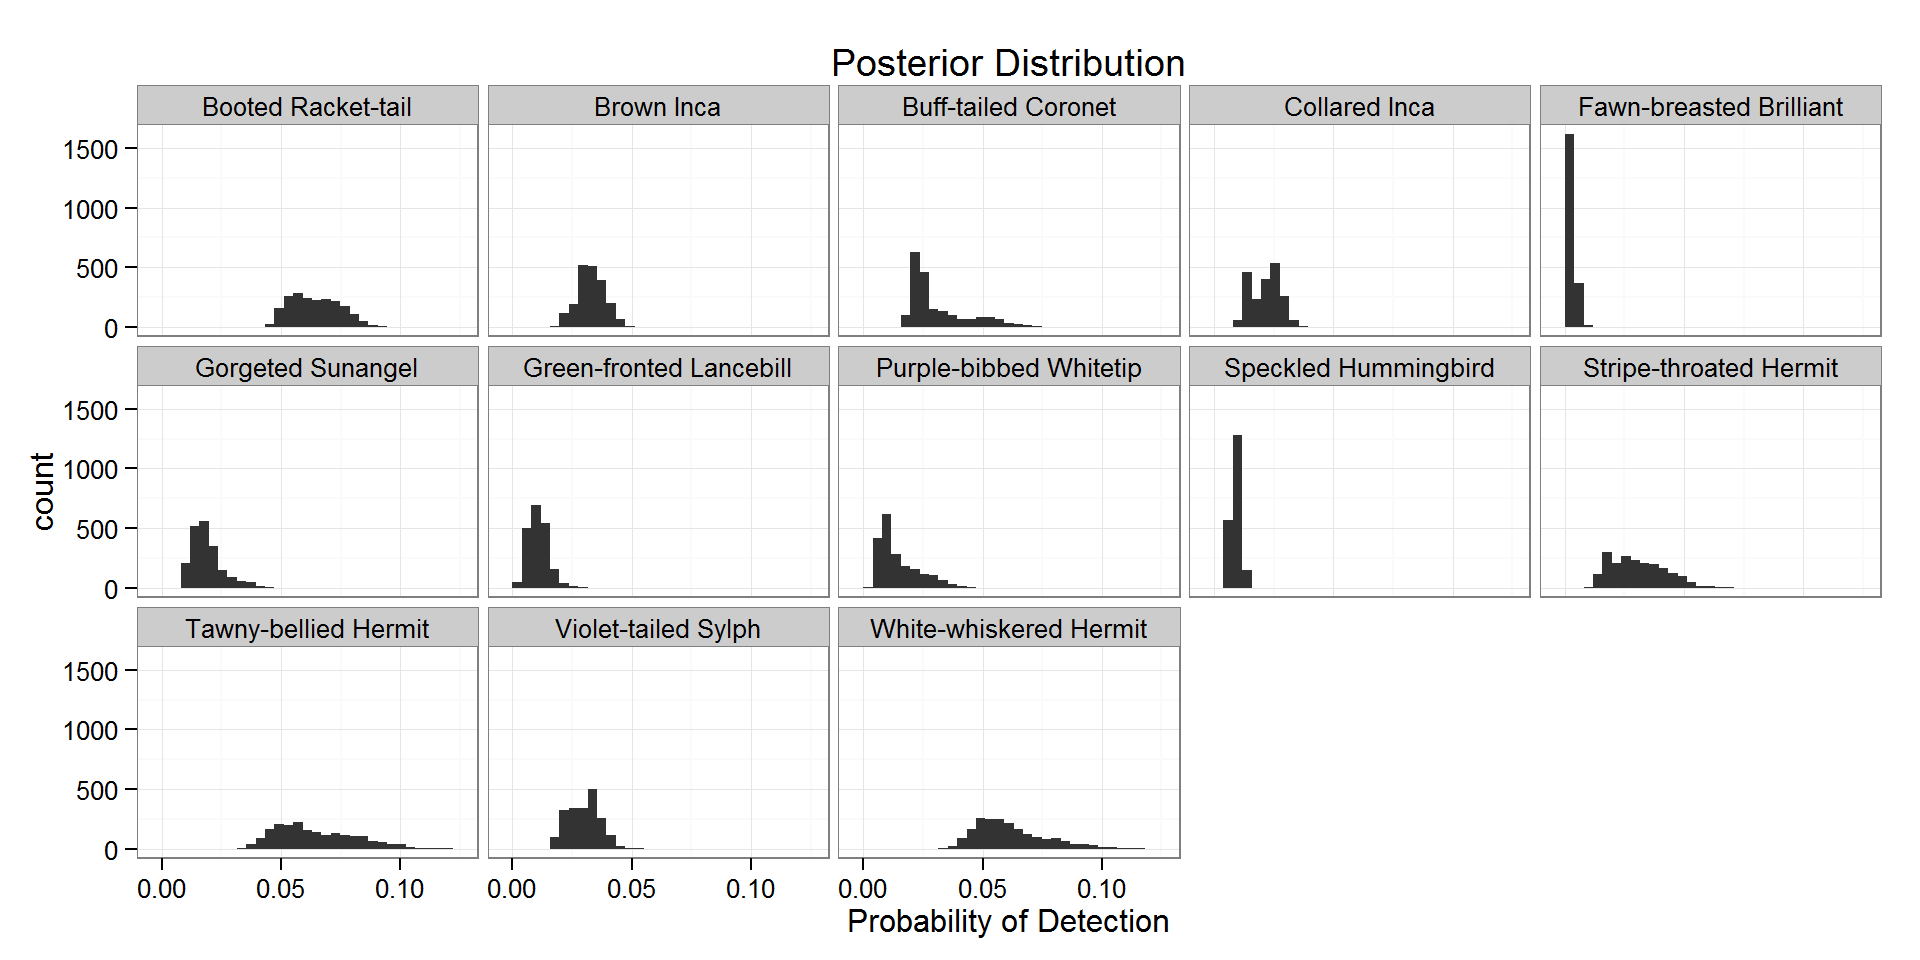 Posterior Distribution
Booted Racket-tail Brown Inca Buff-tailed Coronet Collared Inca Fawn-breasted Brilliant
1500
1000
500
0
Gorgeted Sunangel Green-fronted Lancebill Purple-bibbed Whitetip Speckled Hummingbird Stripe-throated Hermit
1500
1000
500
0
count
Tawny-bellied Hermit Violet-tailed Sylph White-whiskered Hermit
1500
1000
500
0
0.00 0.05 0.10 0.00 0.05 0.10 0.00 0.05 0.10
Probability of Detection